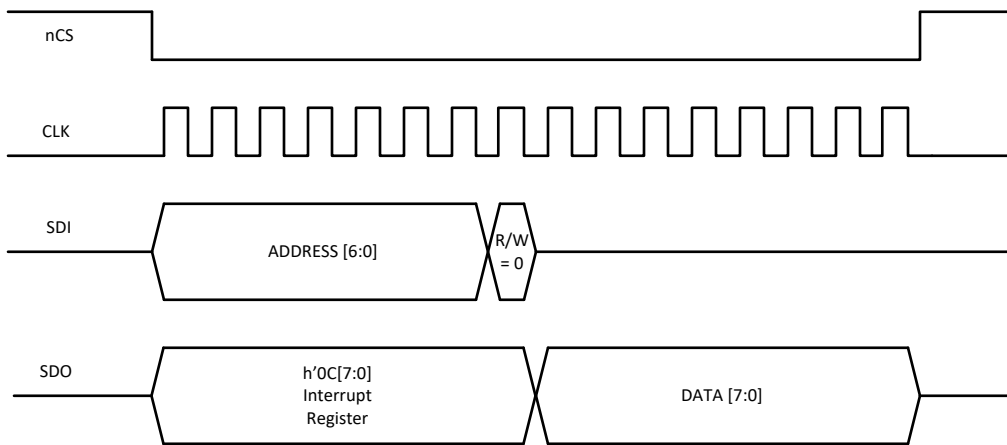 nCS
CLK
SDI
ADDRESS [6:0]
R/W
= 0
SDO
h'0C[7:0]
Interrupt
Register
DATA [7:0]